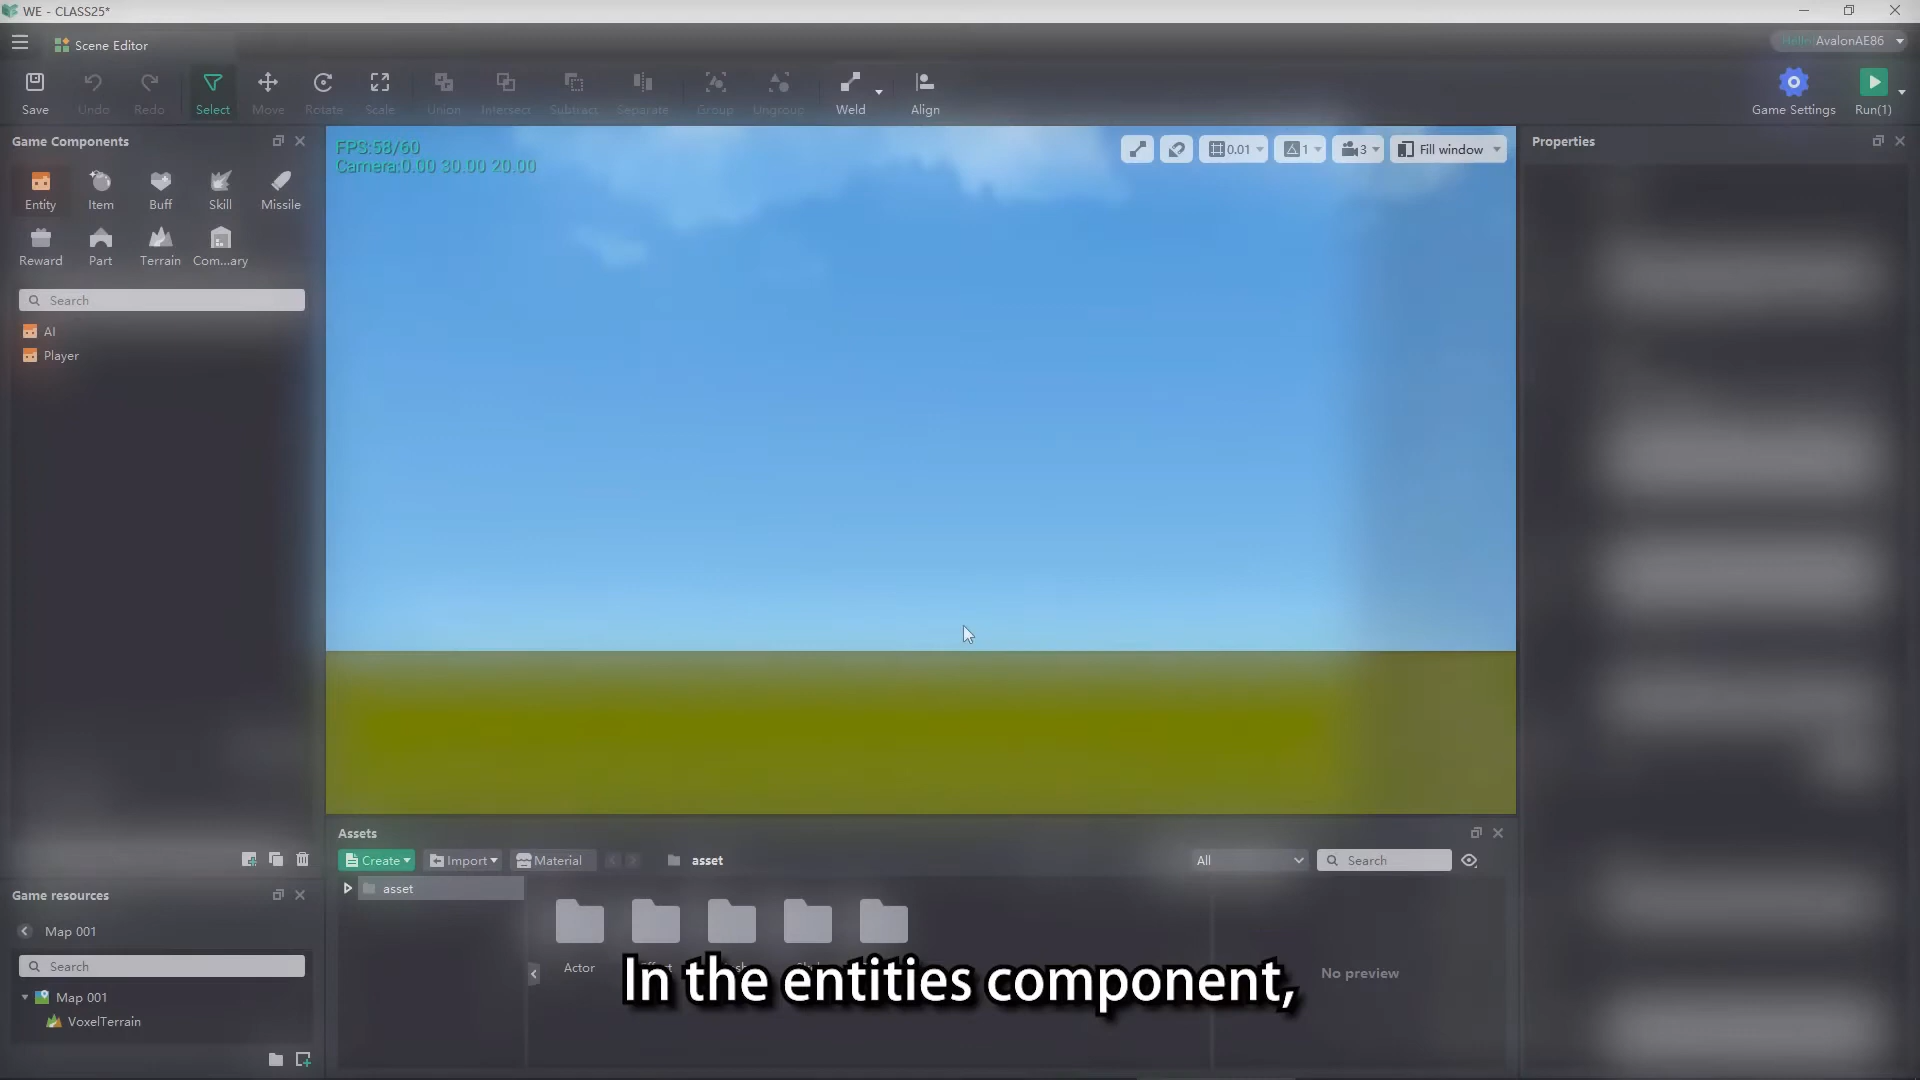 WE - CLASS25*
Scene Editor
Hello! AvalonAE86
Save
Undo
Redo
Select
Move
Rotate
Scale
Union
Intersect
Subtract
Separate
Group
Ungroup
Weld
Align
Game Settings
Run(1)
Game Components
Entity
Item
Buff
Skill
Missile
Reward
Part
Terrain
Com...ary
Search
AI
Player
FPS:58/60
Camera:0.00 30.00 20.00
0.01
1
3
Fill window
Properties
Assets
Create
Import
Material
asset
All
Search
asset
Actor
No preview
Game resources
Map 001
Search
Map 001
VoxelTerrain
In the entities component,